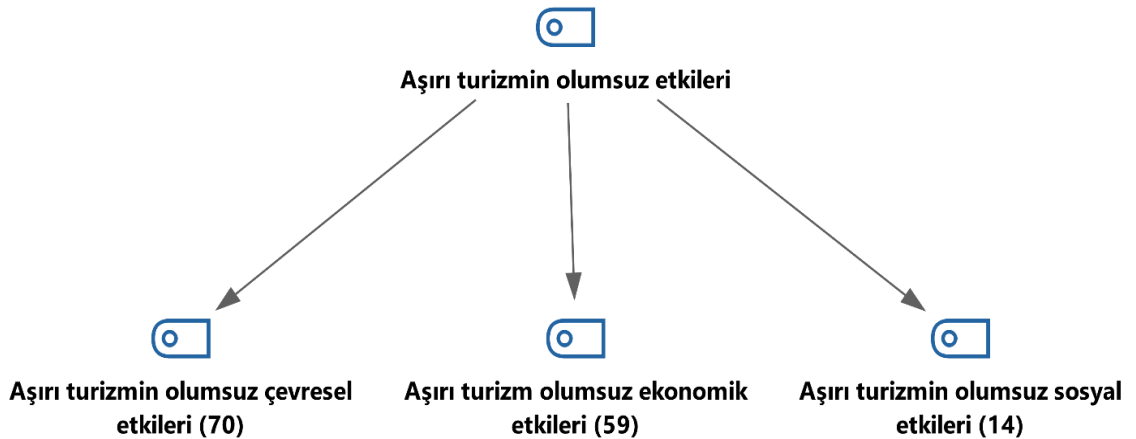 Aşırı turizmin olumsuz etkileri
Aşırı turizmin olumsuz çevresel
etkileri (70)
Aşırı turizm olumsuz ekonomik
etkileri (59)
Aşırı turizmin olumsuz sosyal
etkileri (14)